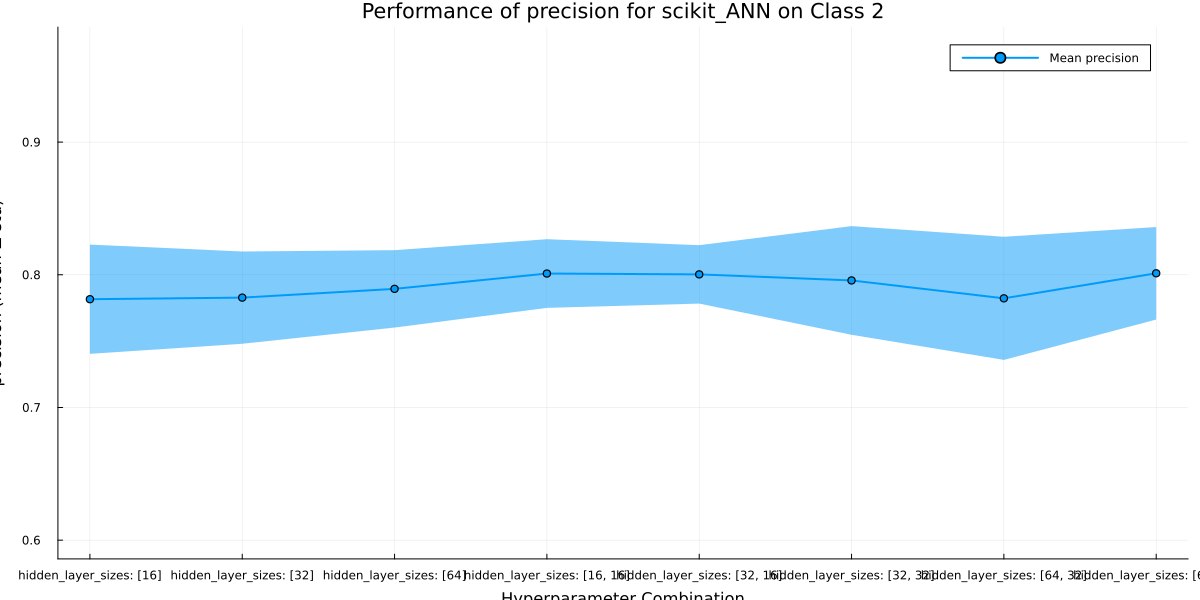 Performance of precision for scikit_ANN on Class 2
Mean precision
0.9
0.8
0.7
0.6
hidden_layer_sizes: [16]
hidden_layer_sizes: [32]
hidden_layer_sizes: [64]
hidden_layer_sizes: [16, 16]
hidden_layer_sizes: [32, 16]
hidden_layer_sizes: [32, 32]
hidden_layer_sizes: [64, 32]
hidden_layer_sizes:
Hyperparameter Combination